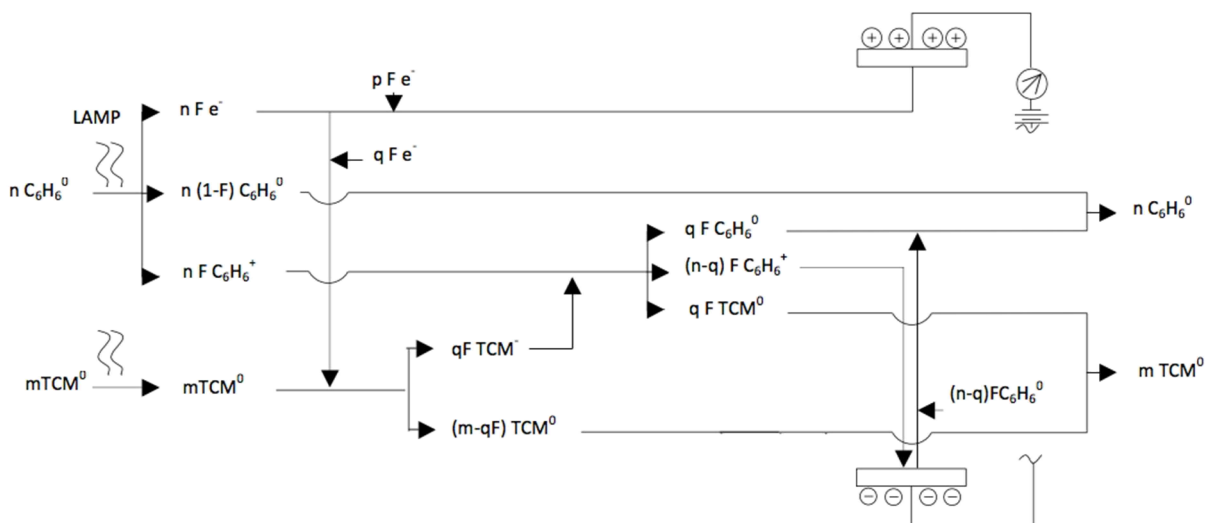 p F e⁻
LAMP
n F e⁻
q F e⁻
n C₆H₆⁰
n (1-F) C₆H₆⁰
n C₆H₆⁰
q F C₆H₆⁰
n F C₆H₆⁺
(n-q) F C₆H₆⁺
q F TCM⁰
qF TCM⁻
mTCM⁰
mTCM⁰
m TCM⁰
(n-q)FC₆H₆⁰
(m-qF) TCM⁰